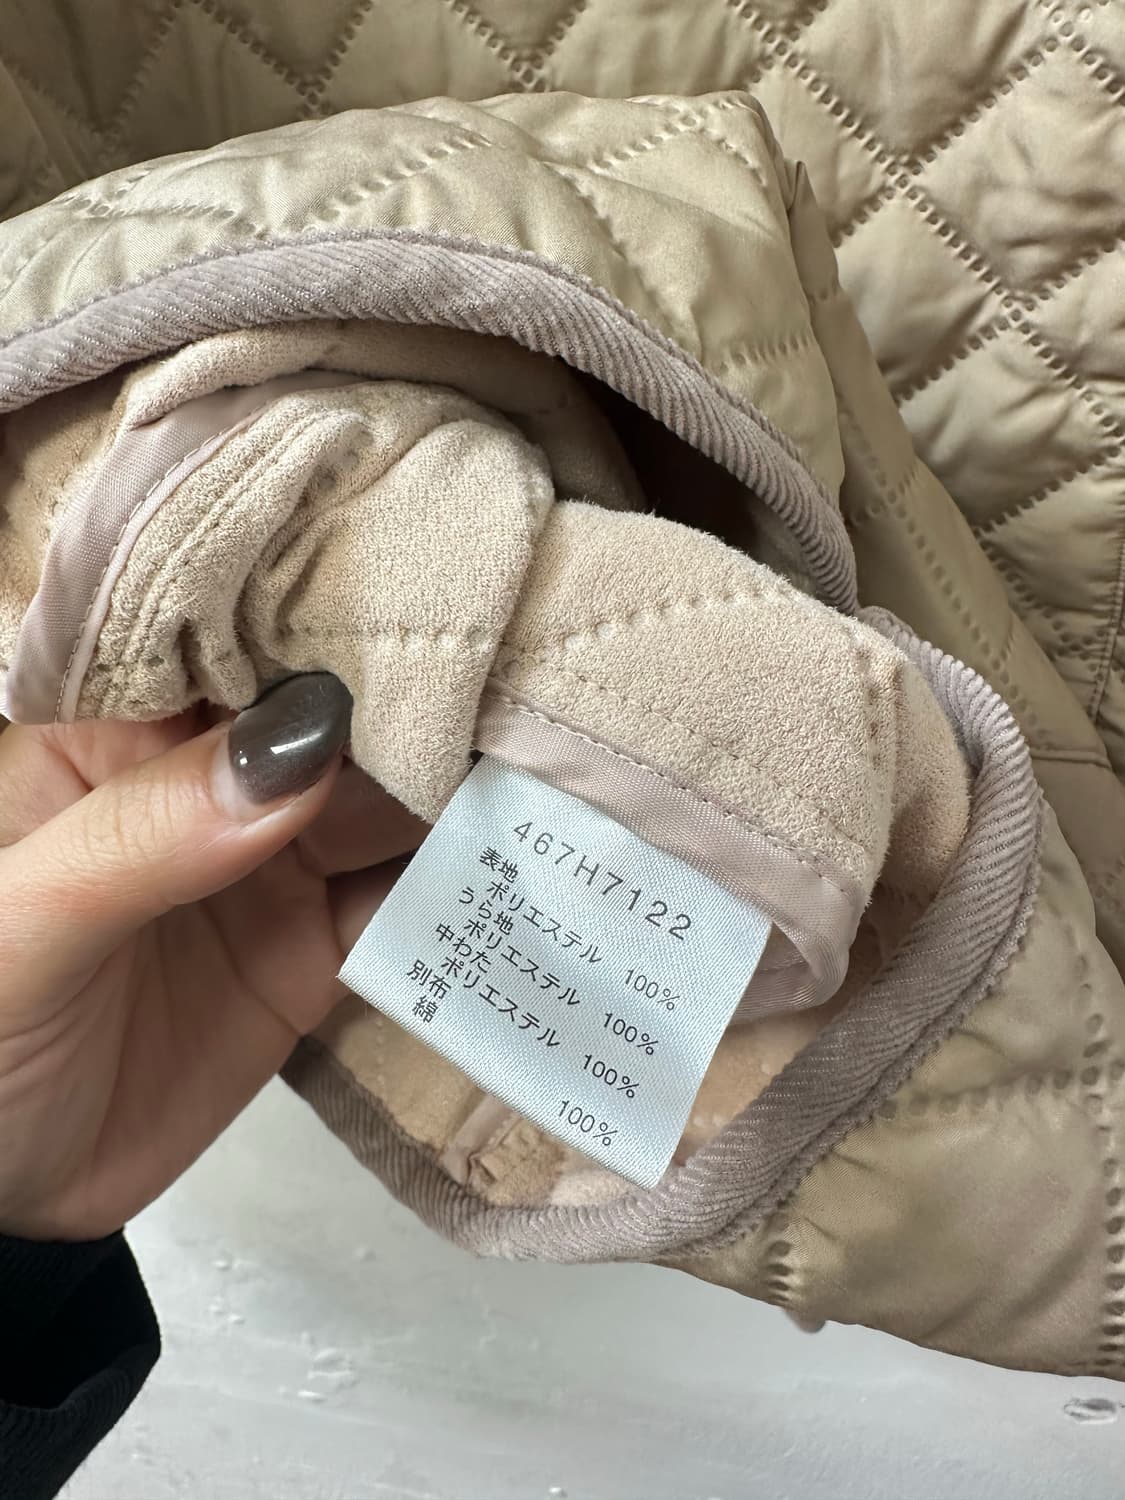 467H7122
表地
ポリエステル 100%
うら地
ポリエステル 100%
中わた
ポリエステル 100%
別布
綿 100%